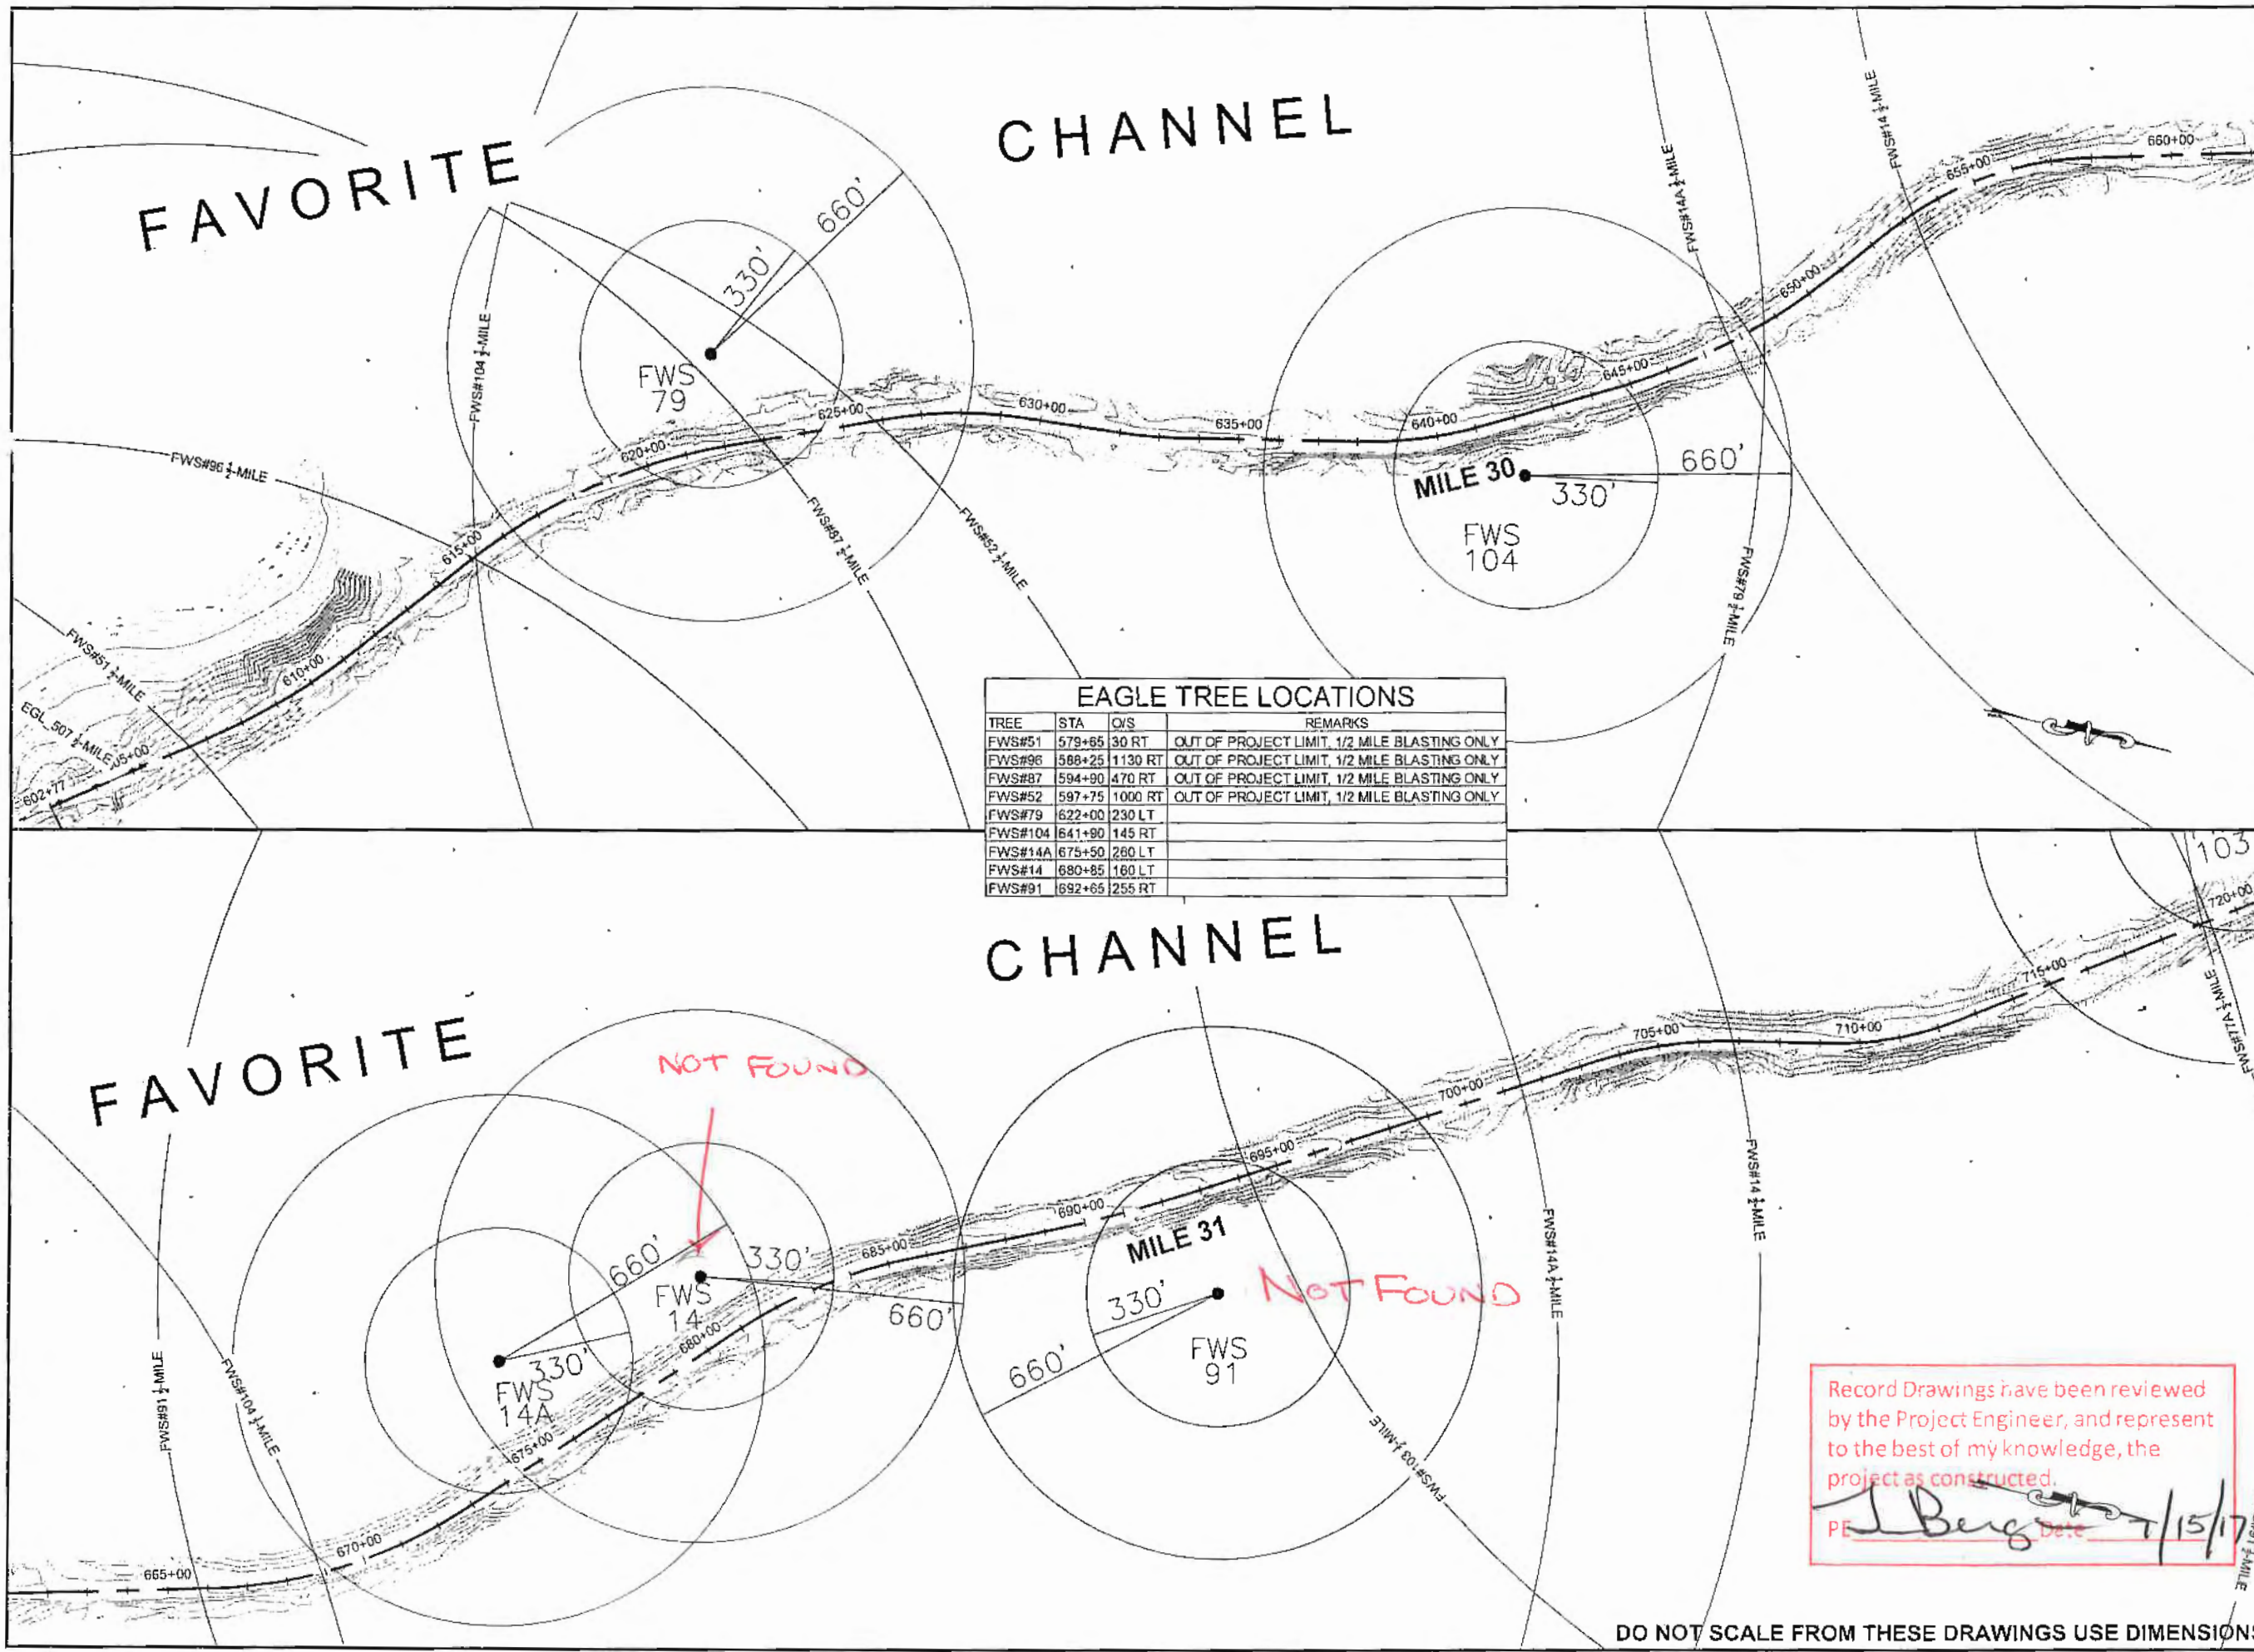 FAVORITE
CHANNEL
660'
330'
FWS
79
FWS#104 ½-MILE
FWS#96 ½-MILE
FWS#51 ½-MILE
EGL 507 ½-MILE
602+77
610+00
615+00
620+00
625+00
630+00
635+00
640+00
645+00
650+00
655+00
660+00
FWS#87 ½-MILE
FWS#52 ½-MILE
FWS#14A ½-MILE
FWS#14 ½-MILE
FWS#79 ½-MILE
MILE 30
660'
330'
FWS
104
EAGLE TREE LOCATIONS
TREE STA O/S REMARKS
FWS#51 579+65 30 RT OUT OF PROJECT LIMIT, 1/2 MILE BLASTING ONLY
FWS#96 588+25 1130 RT OUT OF PROJECT LIMIT, 1/2 MILE BLASTING ONLY
FWS#87 594+90 470 RT OUT OF PROJECT LIMIT, 1/2 MILE BLASTING ONLY
FWS#52 597+75 1000 RT OUT OF PROJECT LIMIT, 1/2 MILE BLASTING ONLY
FWS#79 622+00 230 LT
FWS#104 641+90 145 RT
FWS#14A 675+50 260 LT
FWS#14 680+85 160 LT
FWS#91 692+65 255 RT
FAVORITE
CHANNEL
103
NOT FOUND
660'
330'
FWS
14A
330'
660'
FWS
14
665+00
670+00
675+00
680+00
685+00
690+00
695+00
700+00
705+00
710+00
715+00
720+00
MILE 31
NOT FOUND
330'
660'
FWS
91
FWS#91 ½-MILE
FWS#104 ½-MILE
FWS#103 ½-MILE
FWS#14A ½-MILE
FWS#14 ½-MILE
FWS#77A ½-MILE
Record Drawings have been reviewed
by the Project Engineer, and represent
to the best of my knowledge, the
project as constructed.
PE J Berg Date 7/15/17
DO NOT SCALE FROM THESE DRAWINGS USE DIMENSIONS